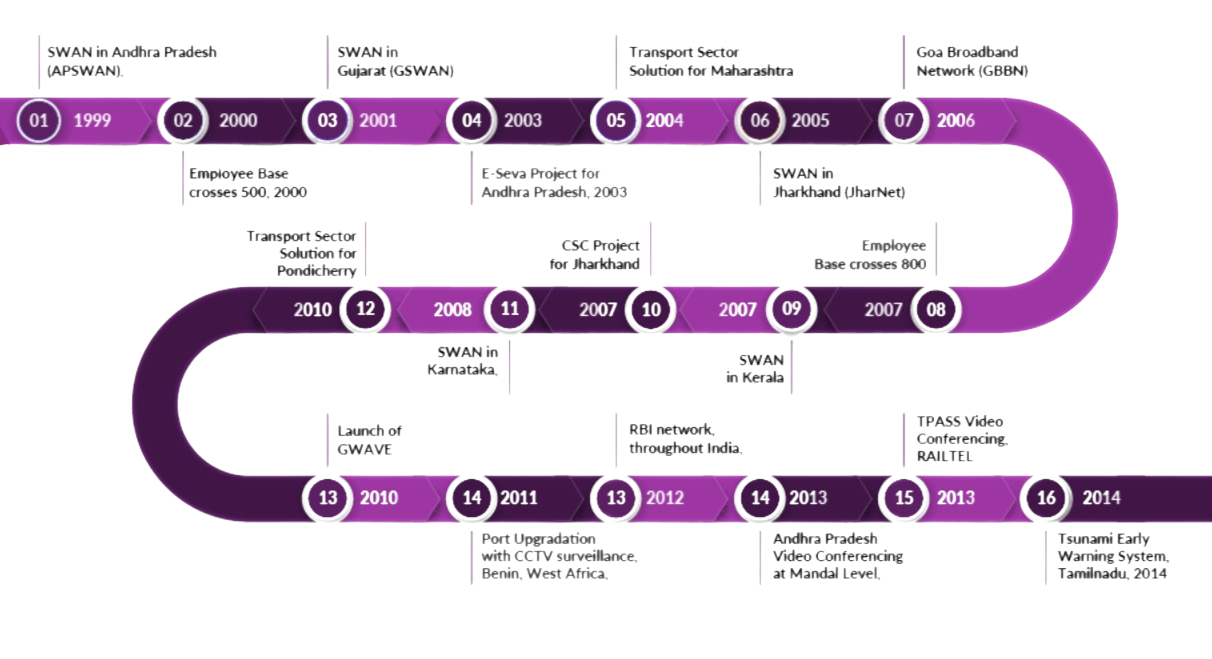 SWAN in Andhra Pradesh
(APSWAN).
SWAN in
Gujarat (GSWAN)
Transport Sector
Solution for Maharashtra
Goa Broadband
Network (GBBN)
01 1999
02 2000
03 2001
04 2003
05 2004
06 2005
07 2006
Employee Base
crosses 500, 2000
E-Seva Project for
Andhra Pradesh, 2003
SWAN in
Jharkhand (JharNet)
Transport Sector
Solution for
Pondicherry
CSC Project
for Jharkhand
Employee
Base crosses 800
2010 12
2008 11
2007 10
2007 09
2007 08
SWAN in
Karnataka,
SWAN
in Kerala
Launch of
GWAVE
RBI network,
throughout India,
TPASS Video
Conferencing,
RAILTEL
13 2010
14 2011
13 2012
14 2013
15 2013
16 2014
Port Upgradation
with CCTV surveillance,
Benin, West Africa,
Andhra Pradesh
Video Conferencing
at Mandal Level,
Tsunami Early
Warning System,
Tamilnadu, 2014